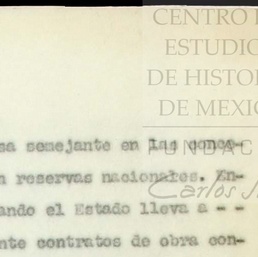 CENTRO
ESTUDIO
DE HISTOR
DE MEXIC
FUNDAC
Carlos
sa semejante en las conce-
n reservas nacionales. En-
ando el Estado lleva a - -
nte contratos de obra con-